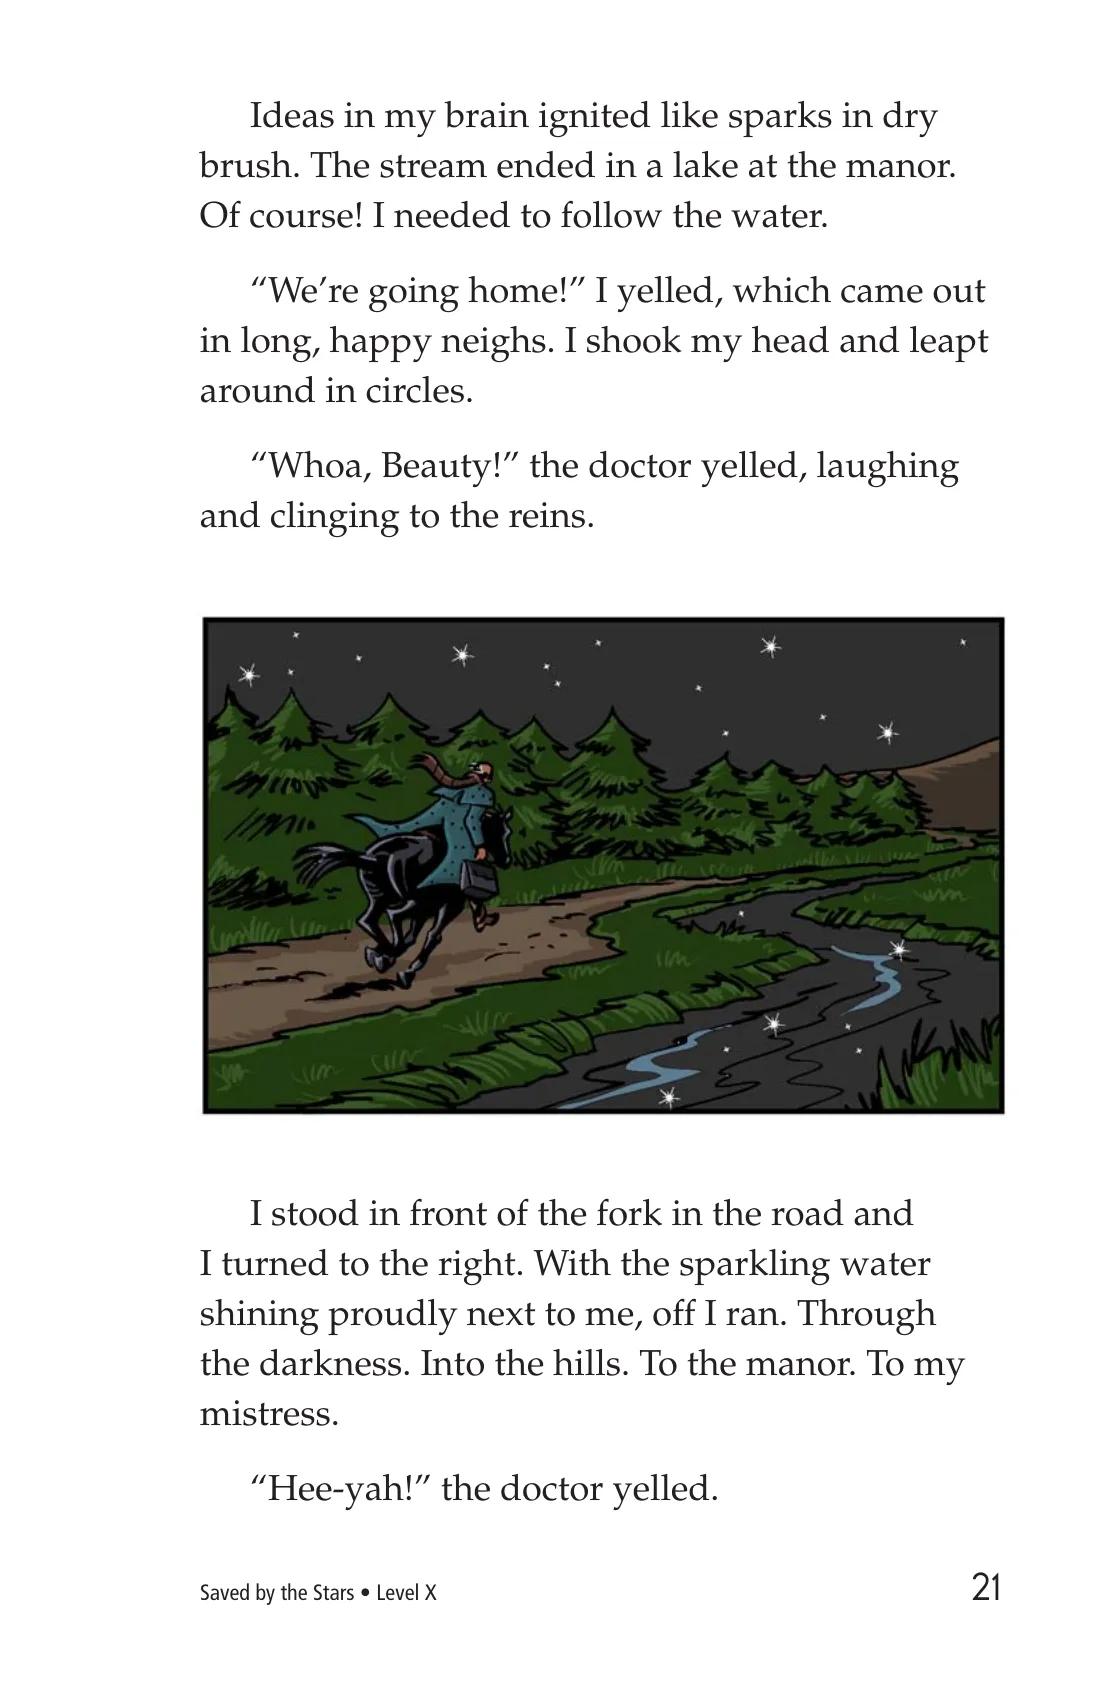 Ideas in my brain ignited like sparks in dry
brush. The stream ended in a lake at the manor.
Of course! I needed to follow the water.
“We’re going home!” I yelled, which came out
in long, happy neighs. I shook my head and leapt
around in circles.
“Whoa, Beauty!” the doctor yelled, laughing
and clinging to the reins.
I stood in front of the fork in the road and
I turned to the right. With the sparkling water
shining proudly next to me, off I ran. Through
the darkness. Into the hills. To the manor. To my
mistress.
“Hee-yah!” the doctor yelled.
Saved by the Stars • Level X
21